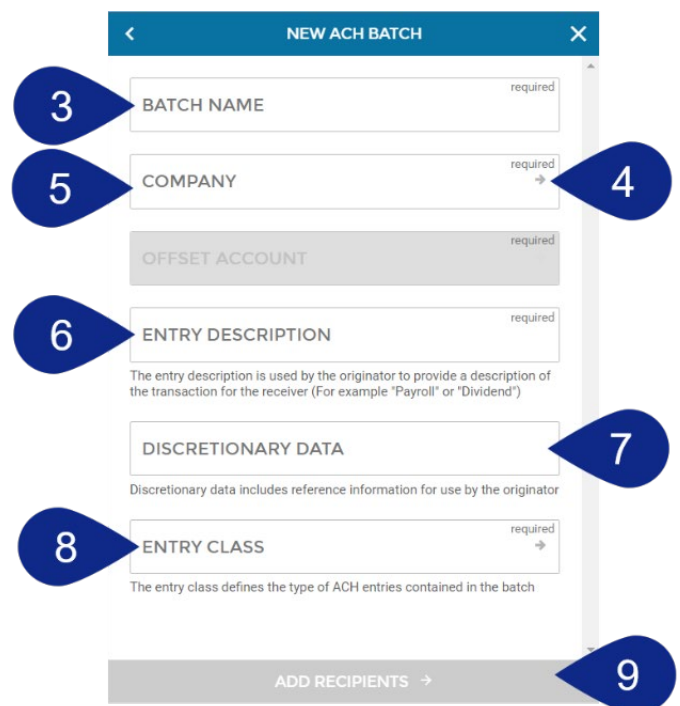 NEW ACH BATCH
required
3
BATCH NAME
required
5
COMPANY
4
required
OFFSET ACCOUNT
required
6
ENTRY DESCRIPTION
The entry description is used by the originator to provide a description of
the transaction for the receiver (For example "Payroll" or "Dividend")
DISCRETIONARY DATA
7
Discretionary data includes reference information for use by the originator
required
8
ENTRY CLASS
The entry class defines the type of ACH entries contained in the batch
ADD RECIPIENTS
9